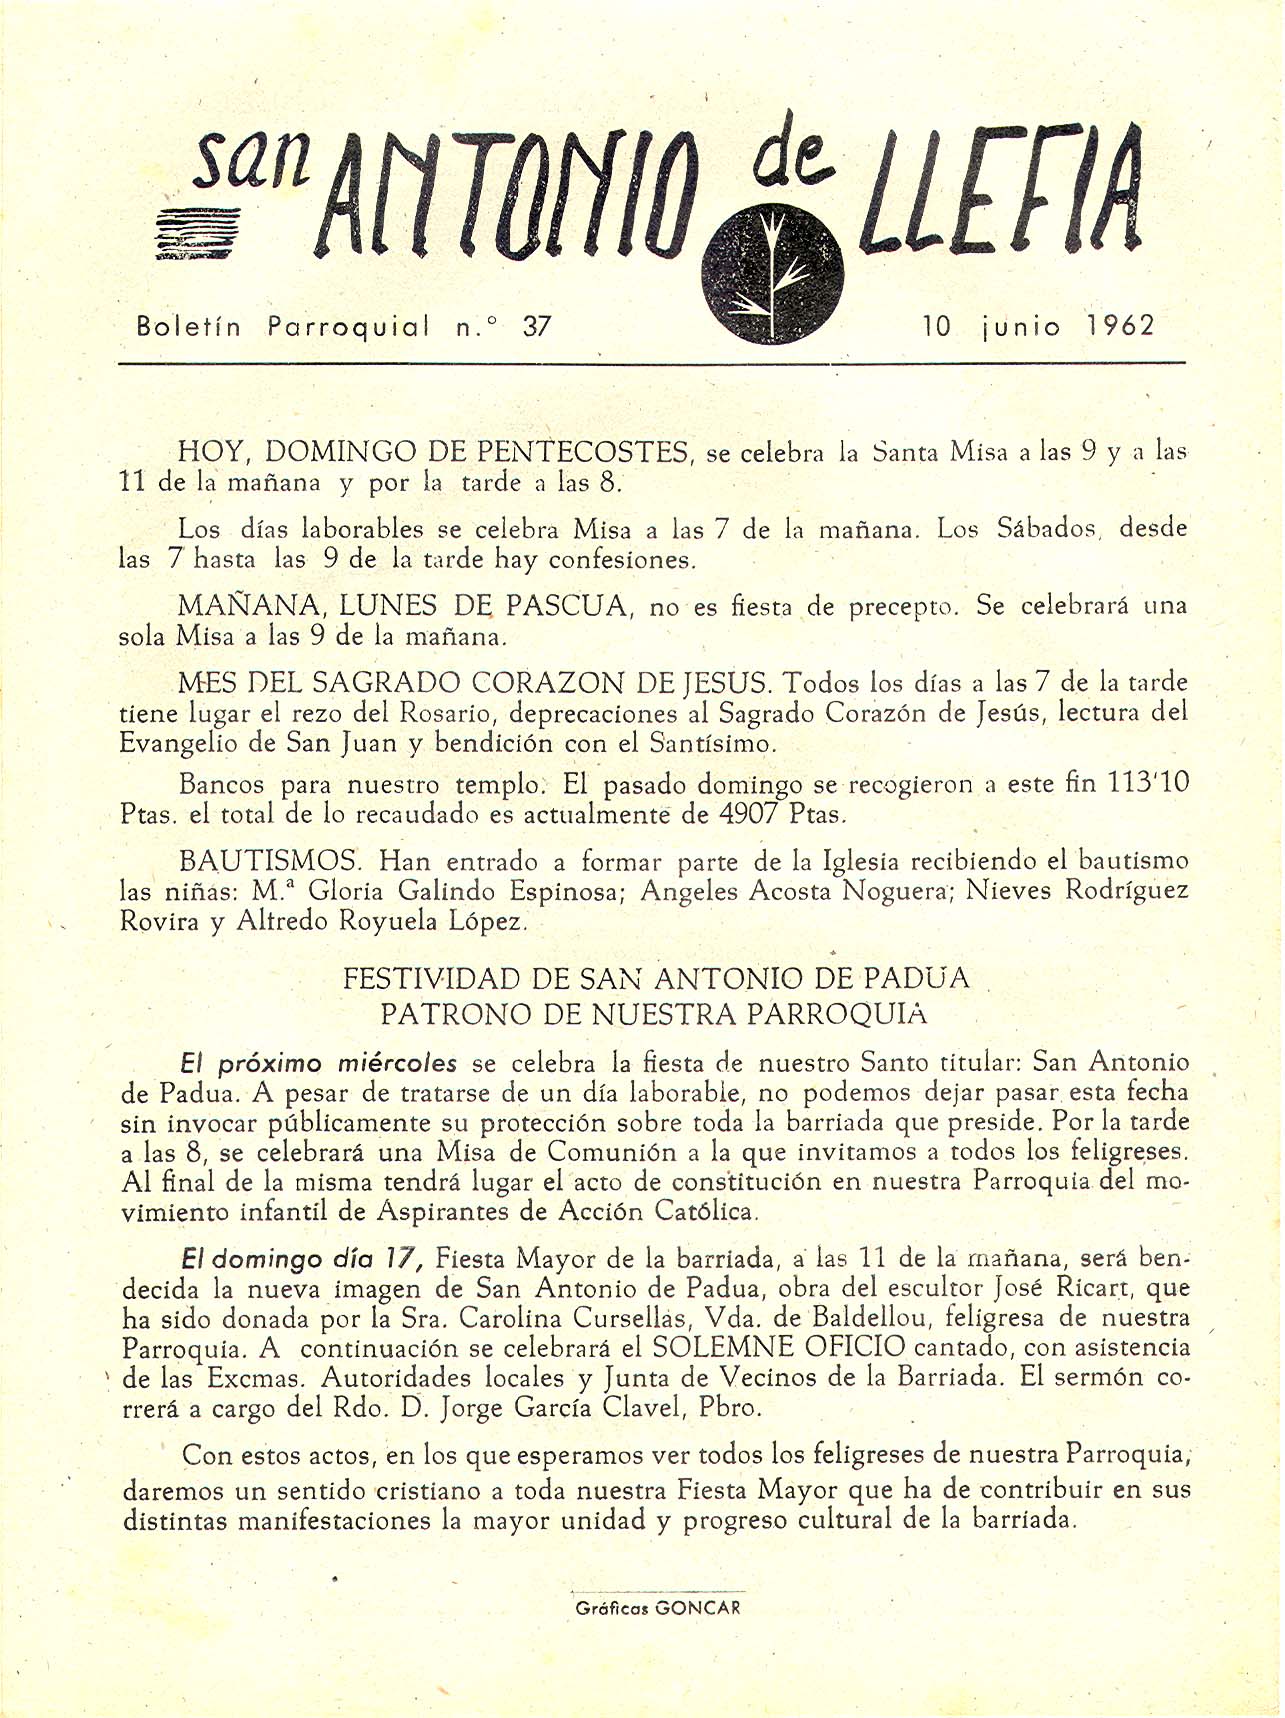 san ANTONIO de LLEFIA
Boletín Parroquial n.º 37 10 junio 1962
HOY, DOMINGO DE PENTECOSTES, se celebra la Santa Misa a las 9 y a las
11 de la mañana y por la tarde a las 8.
Los días laborables se celebra Misa a las 7 de la mañana. Los Sábados, desde
las 7 hasta las 9 de la tarde hay confesiones.
MAÑANA, LUNES DE PASCUA, no es fiesta de precepto. Se celebrará una
sola Misa a las 9 de la mañana.
MES DEL SAGRADO CORAZON DE JESUS. Todos los días a las 7 de la tarde
tiene lugar el rezo del Rosario, deprecaciones al Sagrado Corazón de Jesús, lectura del
Evangelio de San Juan y bendición con el Santísimo.
Bancos para nuestro templo. El pasado domingo se recogieron a este fin 113'10
Ptas. el total de lo recaudado es actualmente de 4907 Ptas.
BAUTISMOS. Han entrado a formar parte de la Iglesia recibiendo el bautismo
las niñas: M.ª Gloria Galindo Espinosa; Angeles Acosta Noguera; Nieves Rodríguez
Rovira y Alfredo Royuela López.
FESTIVIDAD DE SAN ANTONIO DE PADUA
PATRONO DE NUESTRA PARROQUIA
El próximo miércoles se celebra la fiesta de nuestro Santo titular: San Antonio
de Padua. A pesar de tratarse de un día laborable, no podemos dejar pasar esta fecha
sin invocar públicamente su protección sobre toda la barriada que preside. Por la tarde
a las 8, se celebrará una Misa de Comunión a la que invitamos a todos los feligreses.
Al final de la misma tendrá lugar el acto de constitución en nuestra Parroquia del mo-
vimiento infantil de Aspirantes de Acción Católica.
El domingo día 17, Fiesta Mayor de la barriada, a las 11 de la mañana, será ben-
decida la nueva imagen de San Antonio de Padua, obra del escultor José Ricart, que
ha sido donada por la Sra. Carolina Cursellas, Vda. de Baldellou, feligresa de nuestra
Parroquia. A continuación se celebrará el SOLEMNE OFICIO cantado, con asistencia
de las Excmas. Autoridades locales y Junta de Vecinos de la Barriada. El sermón co-
rrerá a cargo del Rdo. D. Jorge García Clavel, Pbro.
Con estos actos, en los que esperamos ver todos los feligreses de nuestra Parroquia,
daremos un sentido cristiano a toda nuestra Fiesta Mayor que ha de contribuir en sus
distintas manifestaciones la mayor unidad y progreso cultural de la barriada.
Gráficas GONCAR